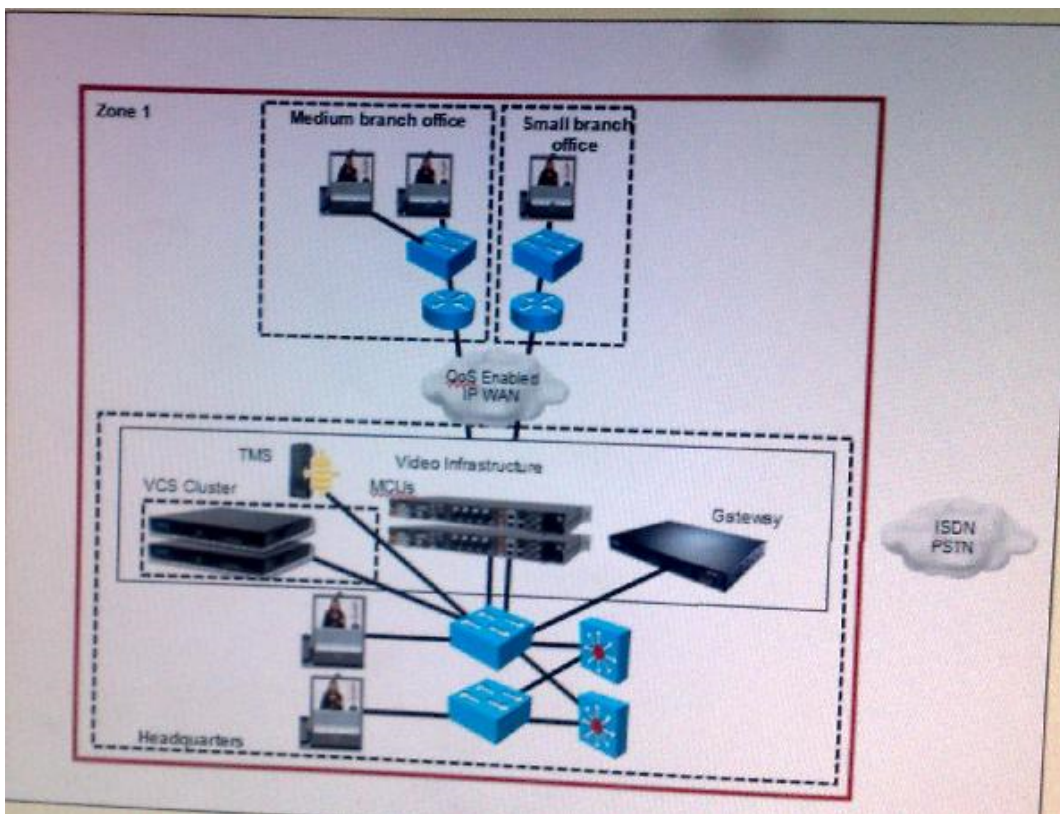 Zone 1
Medium branch office
Small branch
office
QoS Enabled
IP WAN
TMS
Video Infrastructure
VCS Cluster
MCUs
Gateway
ISDN
PSTN
Headquarters